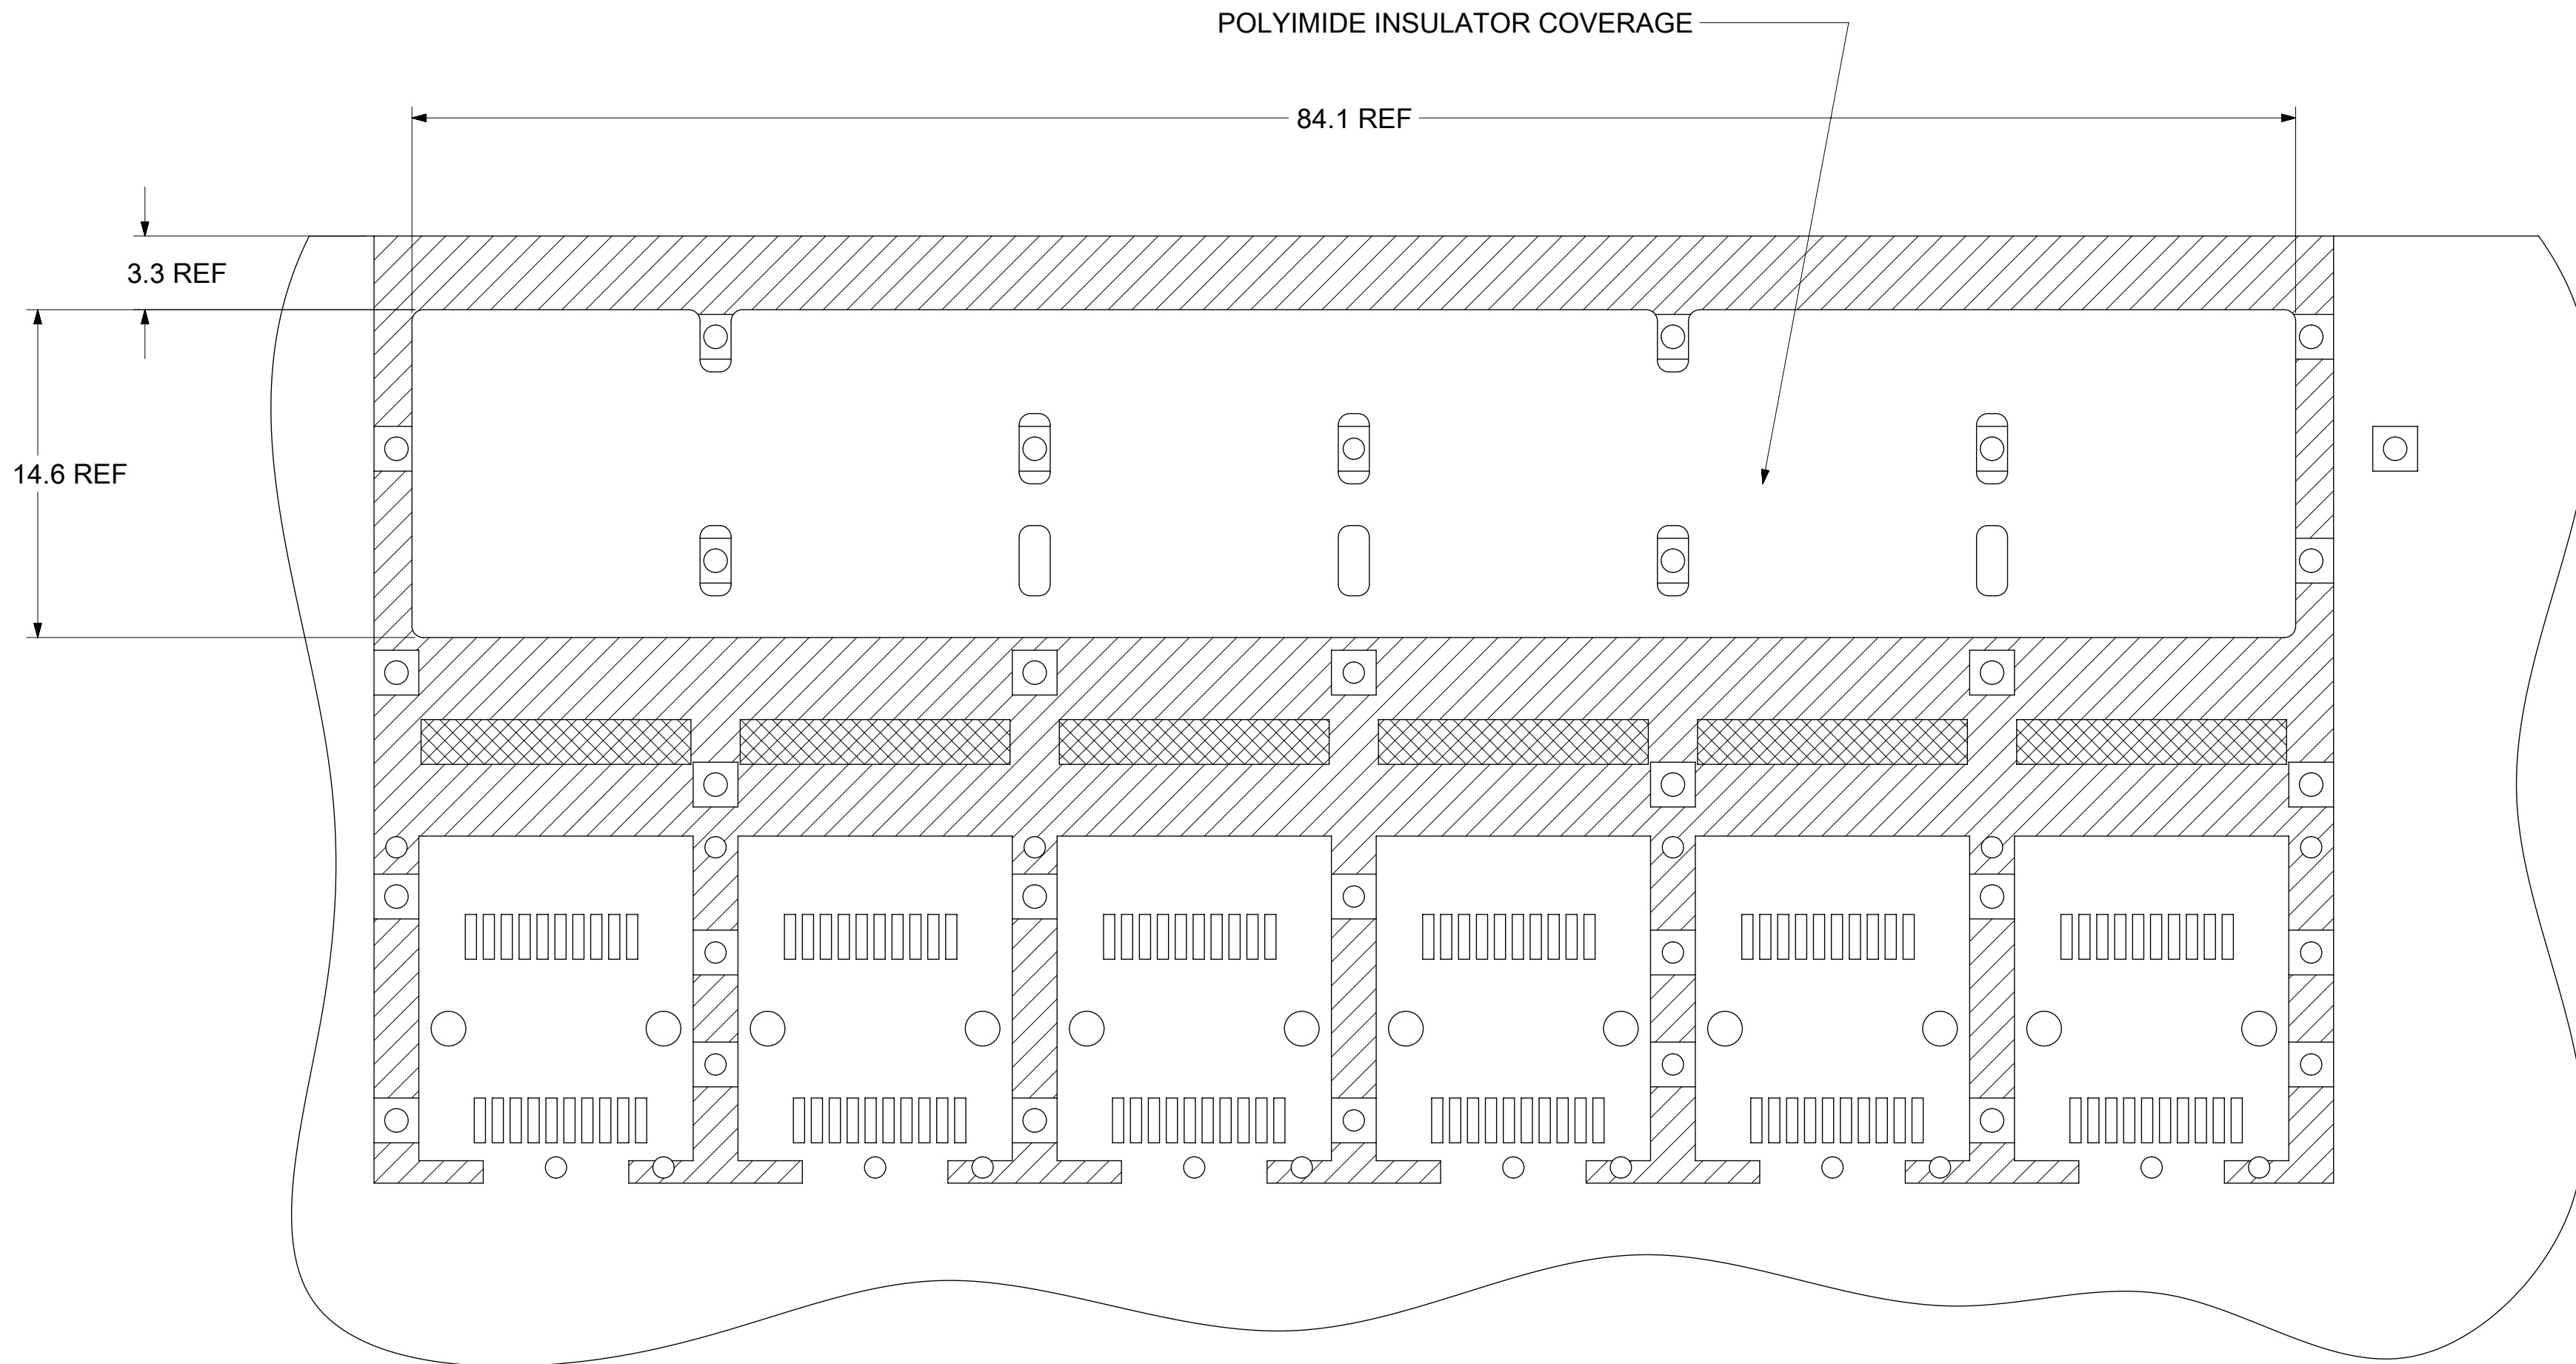 POLYIMIDE INSULATOR COVERAGE
84.1 REF
3.3 REF
14.6 REF